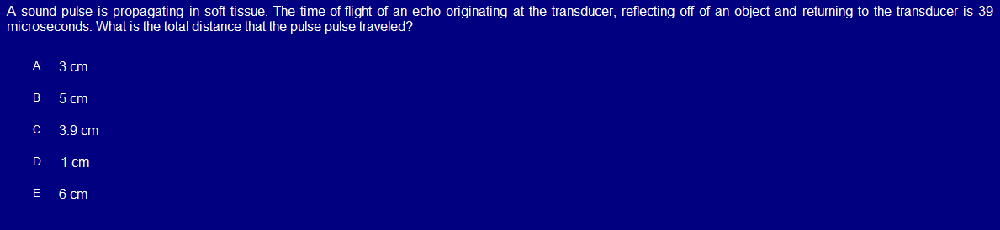 A sound pulse is propagating in soft tissue. The time-of-flight of an echo originating at the transducer, reflecting off of an object and returning to the transducer is 39
microseconds. What is the total distance that the pulse pulse traveled?
A 3 cm
B 5 cm
C 3.9 cm
D 1 cm
E 6 cm